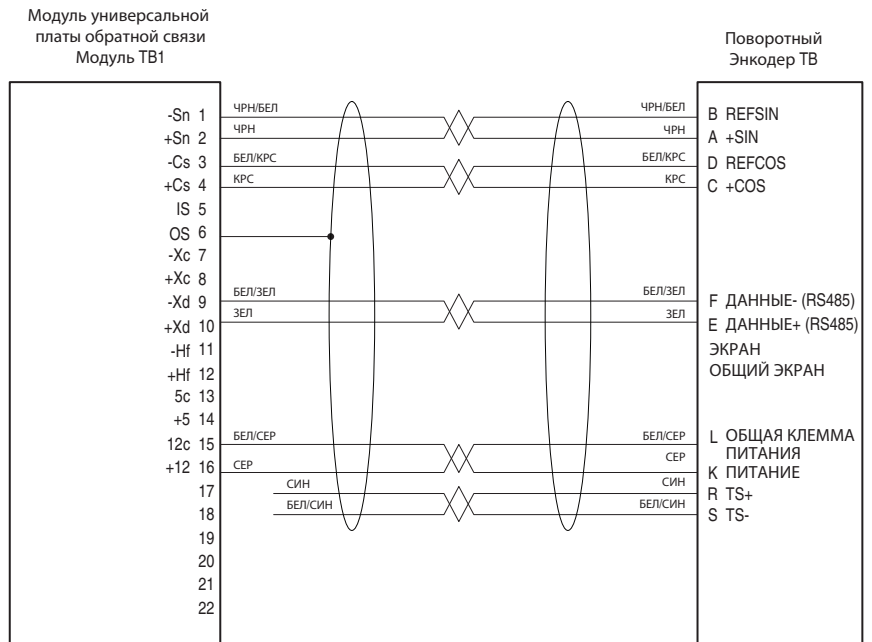 Модуль универсальной
платы обратной связи
Модуль TB1
Поворотный
Энкодер TB
-Sn 1 ЧРН/БЕЛ ЧРН/БЕЛ B REFSIN
+Sn 2 ЧРН ЧРН A +SIN
-Cs 3 БЕЛ/КРС БЕЛ/КРС D REFCOS
+Cs 4 КРС КРС C +COS
IS 5
OS 6
-Xc 7
+Xc 8
-Xd 9 БЕЛ/ЗЕЛ БЕЛ/ЗЕЛ F ДАННЫЕ- (RS485)
+Xd 10 ЗЕЛ ЗЕЛ E ДАННЫЕ+ (RS485)
-Hf 11 ЭКРАН
+Hf 12 ОБЩИЙ ЭКРАН
5c 13
+5 14
12c 15 БЕЛ/СЕР БЕЛ/СЕР L ОБЩАЯ КЛЕММА
ПИТАНИЯ
+12 16 СЕР СЕР K ПИТАНИЕ
17 СИН СИН R TS+
18 БЕЛ/СИН БЕЛ/СИН S TS-
19
20
21
22